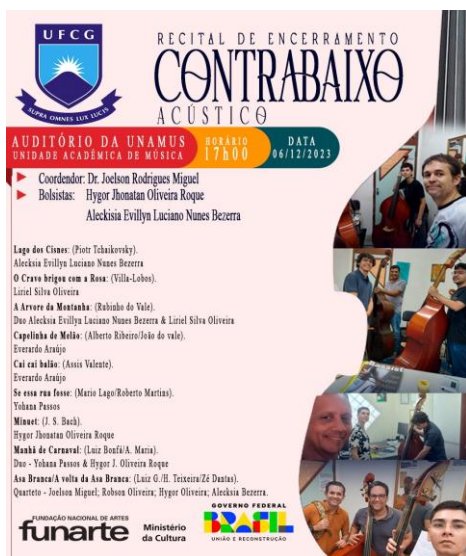 UFCG
SUPRA OMNES LUX LUCIS
RECITAL DE ENCERRAMENTO
CONTRABAIXO
ACÚSTICO
AUDITÓRIO DA UNAMUS
UNIDADE ACADÊMICA DE MÚSICA
HORÁRIO
17h00
DATA
06/12/2023
Coordendor: Dr. Joelson Rodrigues Miguel
Bolsistas: Hygor Jhonatan Oliveira Roque
Aleckisia Evillyn Luciano Nunes Bezerra
Lago dos Cisnes: (Piotr Tchaikovsky).
Alecksia Evillyn Luciano Nunes Bezerra
O Cravo brigou com a Rosa: (Villa-Lobos).
Liriel Silva Oliveira
A Arvore da Montanha: (Rubinho do Vale).
Duo Alecksia Evillyn Luciano Nunes Bezerra & Liriel Silva Oliveira
Capelinha de Melão: (Alberto Ribeiro/João do vale).
Everardo Araújo
Cai cai balão: (Assis Valente).
Everardo Araújo
Se essa rua fosse: (Mario Lago/Roberto Martins).
Yohana Passos
Minuet: (J. S. Bach).
Hygor Jhonatan Oliveira Roque
Manhã de Carnaval: (Luiz Bonfá/A. Maria).
Duo - Yohana Passos & Hygor J. Oliveira Roque
Asa Branca/A volta da Asa Branca: (Luiz G./H. Teixeira/Zé Dantas).
Quarteto - Joelson Miguel; Robson Oliveira; Hygor Oliveira; Alecksia Bezerra.
FUNDAÇÃO NACIONAL DE ARTES
funarte
Ministério
da Cultura
GOVERNO FEDERAL
BRASIL
UNIÃO E RECONSTRUÇÃO